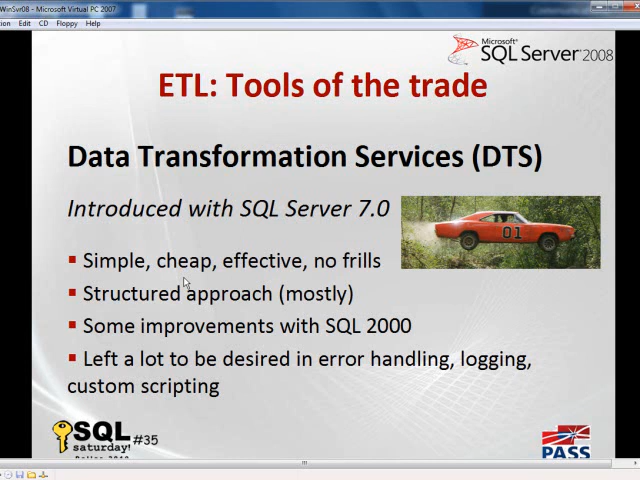 WinSvr08 - Microsoft Virtual PC 2007
Edit CD Floppy Help
Microsoft®
SQL Server® 2008
ETL: Tools of the trade
Data Transformation Services (DTS)
Introduced with SQL Server 7.0
01
Simple, cheap, effective, no frills
Structured approach (mostly)
Some improvements with SQL 2000
Left a lot to be desired in error handling, logging,
custom scripting
SQL #35
saturday!
PASS